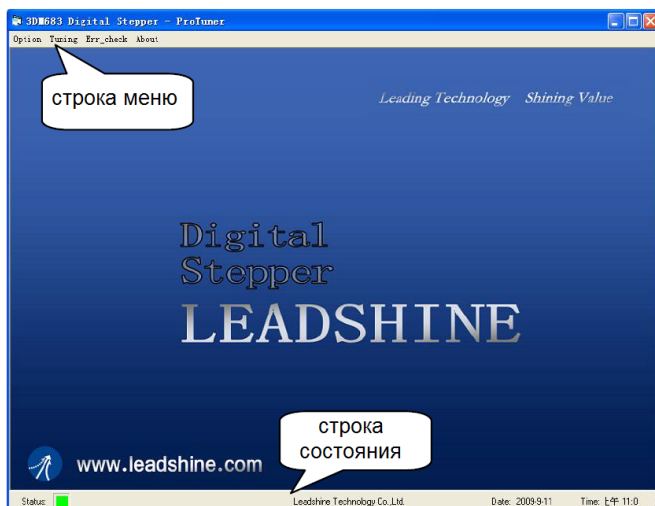 3DM683 Digital Stepper - ProTuner
Option Tuning Err_check About
строка меню
Leading Technology Shining Value
Digital
Stepper
LEADSHINE
строка
состояния
www.leadshine.com
Status: Leadshine Technology Co.,Ltd. Date: 2009-9-11 Time: 上午 11:0